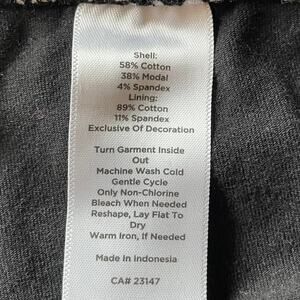 Shell:
58% Cotton
38% Modal
4% Spandex
Lining:
89% Cotton
11% Spandex
Exclusive Of Decoration
Turn Garment Inside
Out
Machine Wash Cold
Gentle Cycle
Only Non-Chlorine
Bleach When Needed
Reshape, Lay Flat To
Dry
Warm Iron, If Needed
Made In Indonesia
CA# 23147